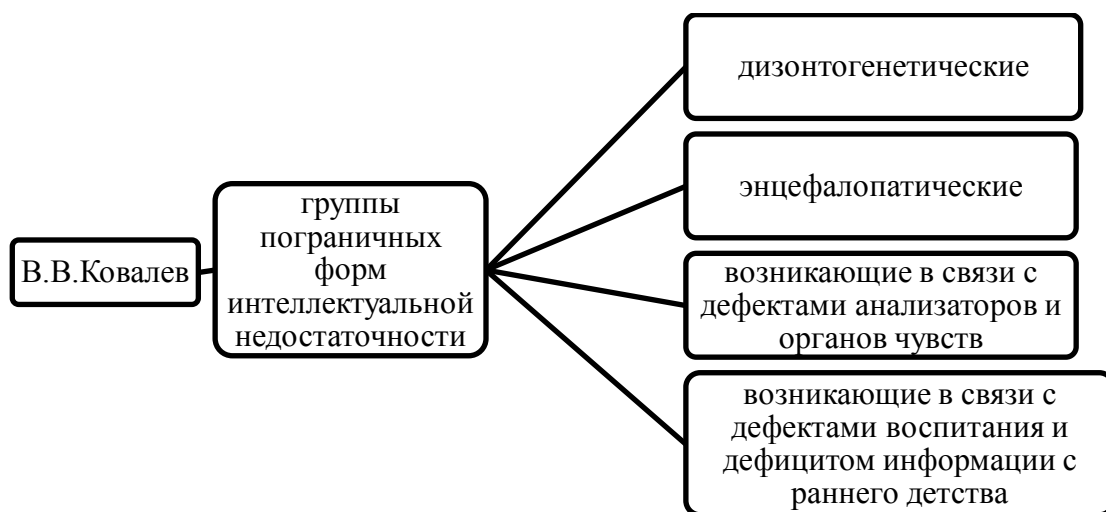 В.В.Ковалев
группы
пограничных
форм
интеллектуальной
недостаточности
дизонтогенетические
энцефалопатические
возникающие в связи с
дефектами анализаторов и
органов чувств
возникающие в связи с
дефектами воспитания и
дефицитом информации с
раннего детства